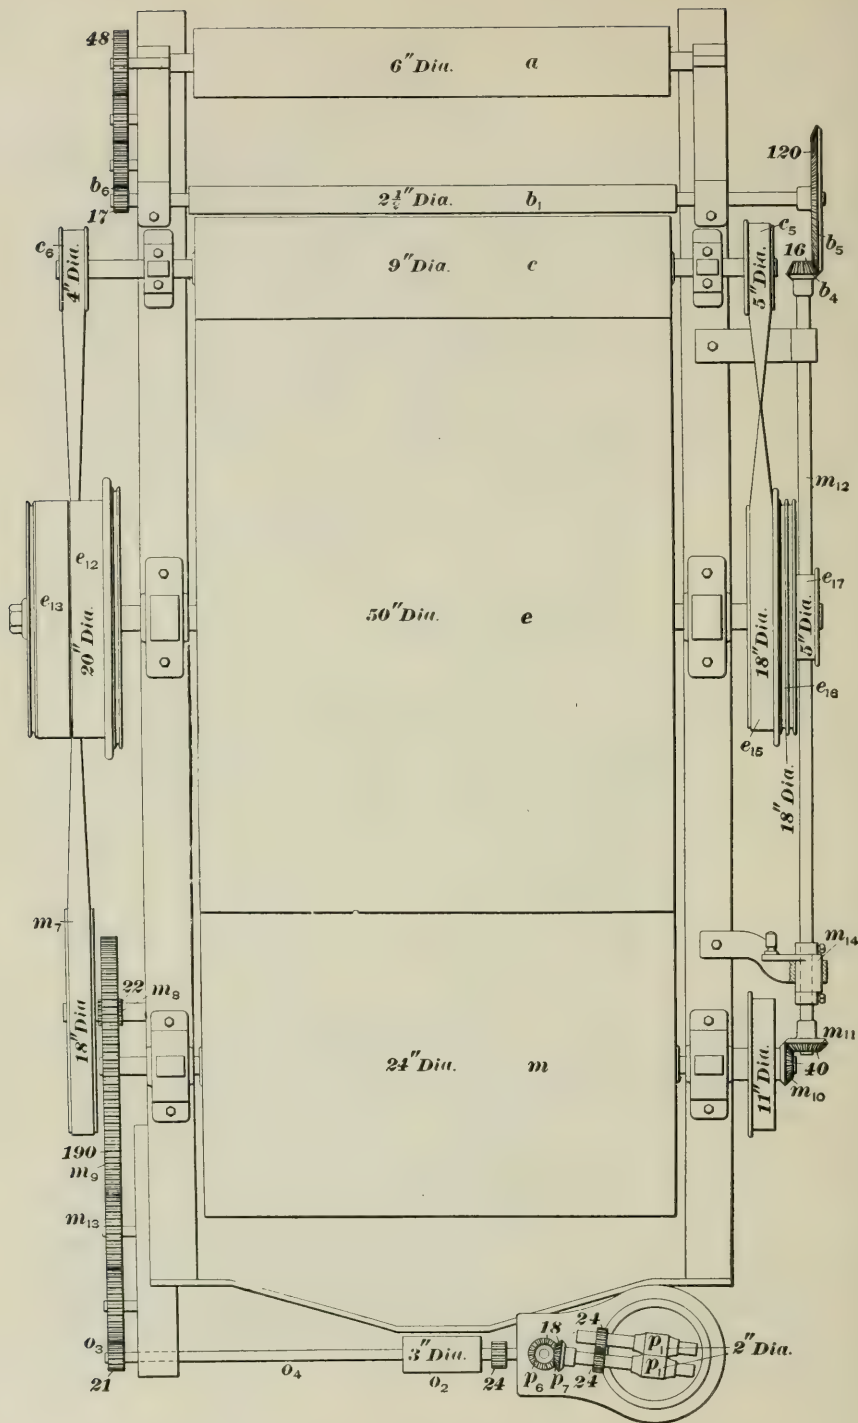 48
6" Dia. a
120
b6
2 1/4" Dia. b1
17
b5
c6
c5
4" Dia.
9" Dia. c
5" Dia.
16
b4
m12
e12
e13
20" Dia.
50" Dia. e
e17
5" Dia.
18" Dia.
e16
e15
18" Dia.
m7
m14
22 m8
18" Dia
m11
24" Dia. m
11" Dia.
40
m10
190
m9
m13
o3
21
o4
3" Dia.
o2
24
18
24
p1
p1
2" Dia.
p6 p7 24